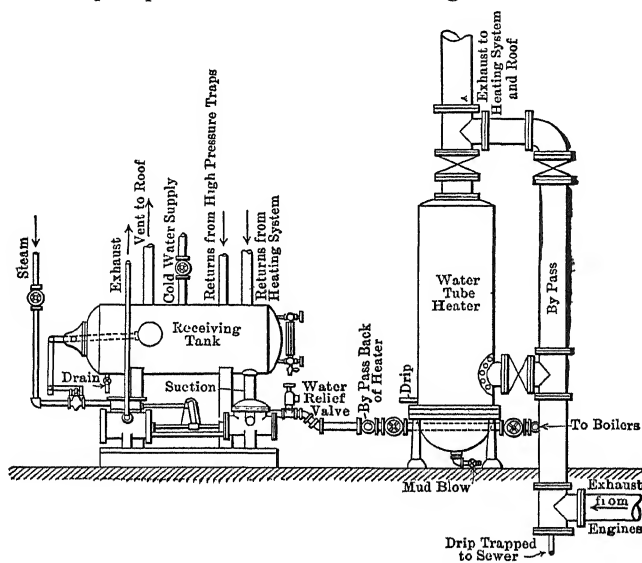 Exhaust to
Heating System
and Roof
Steam
Exhaust
Vent to Roof
Cold Water Supply
Returns from High Pressure Traps
Returns from
Heating System
Receiving
Tank
Water
Tube
Heater
By Pass
Drain
Suction
Water
Relief
Valve
By Pass Back
of Heater
Drip
To Boilers
Mud Blow
Exhaust
from
Engines
Drip Trapped
to Sewer